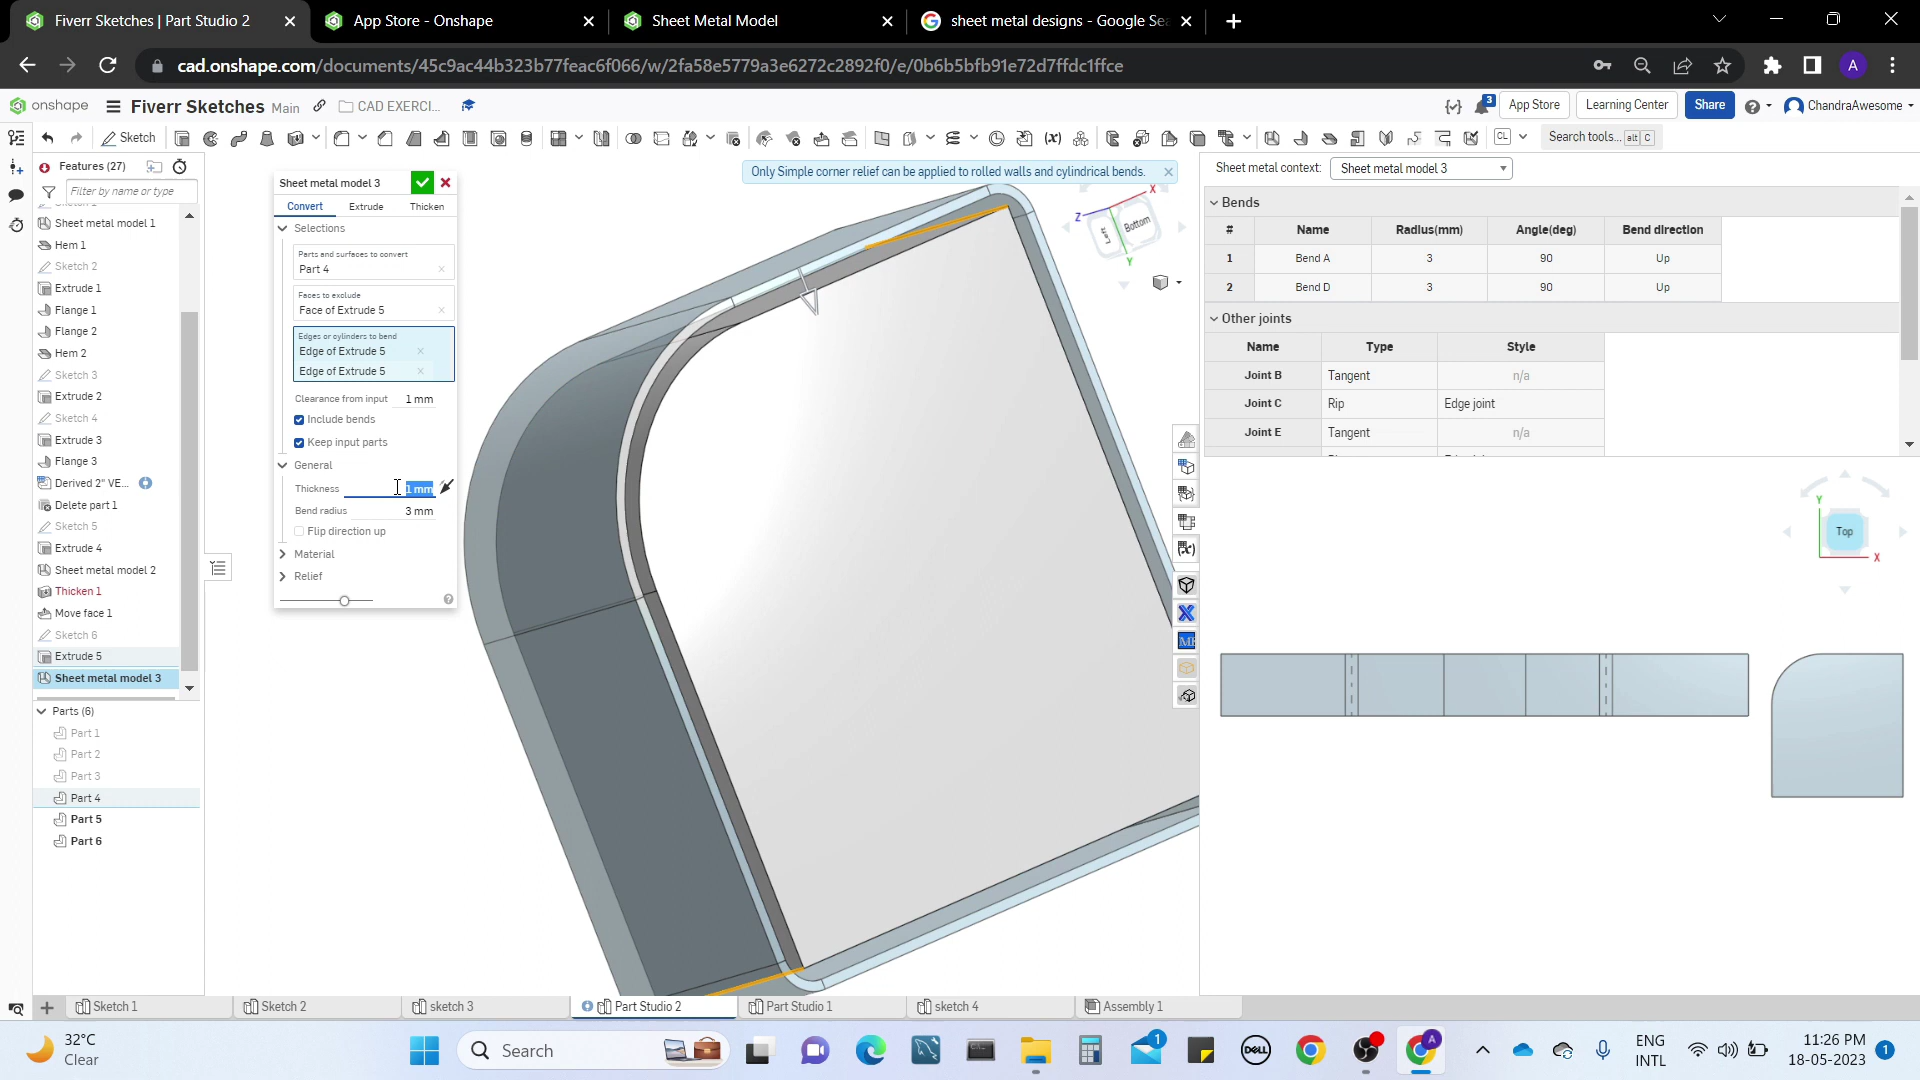 Fiverr Sketches | Part Studio 2
App Store - Onshape
Sheet Metal Model
sheet metal designs - Google Se
cad.onshape.com/documents/45c9ac44b323b77feac6f066/w/2fa58e5779a3e6272c2892f0/e/0b6b5bfb91e72d7ffdc1ffce
A
onshape
Fiverr Sketches Main
CAD EXERCI...
3
App Store
Learning Center
Share
ChandraAwesome
Sketch
CL
Search tools... alt C
Features (27)
Filter by name or type
Sheet metal model 1
Hem 1
Sketch 2
Extrude 1
Flange 1
Flange 2
Hem 2
Sketch 3
Extrude 2
Sketch 4
Extrude 3
Flange 3
Derived 2" VE...
Delete part 1
Sketch 5
Extrude 4
Sheet metal model 2
Thicken 1
Move face 1
Sketch 6
Extrude 5
Sheet metal model 3
Parts (6)
Part 1
Part 2
Part 3
Part 4
Part 5
Part 6
Sheet metal model 3
Convert Extrude Thicken
Selections
Parts and surfaces to convert
Part 4
Faces to exclude
Face of Extrude 5
Edges or cylinders to bend
Edge of Extrude 5
Edge of Extrude 5
Clearance from input 1 mm
Include bends
Keep input parts
General
Thickness 1 mm
Bend radius 3 mm
Flip direction up
Material
Relief
Only Simple corner relief can be applied to rolled walls and cylindrical bends.
X
Z
Y
Left
Bottom
Sheet metal context: Sheet metal model 3
Bends
# Name Radius(mm) Angle(deg) Bend direction
1 Bend A 3 90 Up
2 Bend D 3 90 Up
Other joints
Name Type Style
Joint B Tangent n/a
Joint C Rip Edge joint
Joint E Tangent n/a
Y
Top
X
Sketch 1
Sketch 2
sketch 3
Part Studio 2
Part Studio 1
sketch 4
Assembly 1
32°C
Clear
Search
DELL
1
A
ENG
INTL
11:26 PM
18-05-2023
1